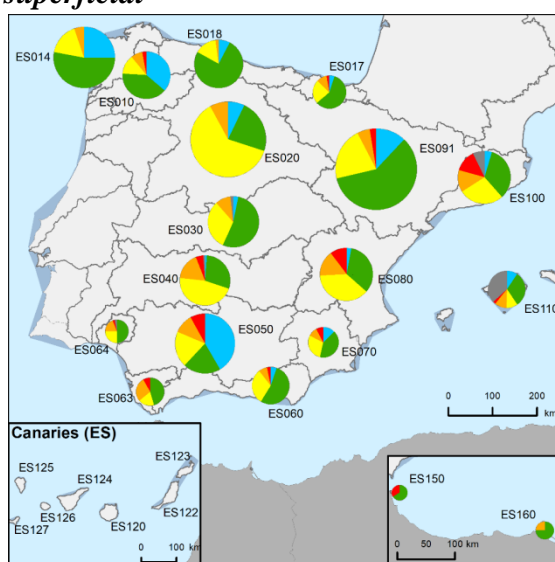 superficial
ES018
ES014
ES017
ES010
ES091
ES020
ES100
ES030
ES080
ES040
ES110
ES050
ES064
ES070
ES063
ES060
0 100 200
Canaries (ES)
ES123
ES125
ES124
ES150
ES126
ES120
ES122
ES127
ES160
0 100 km
0 50 100 km